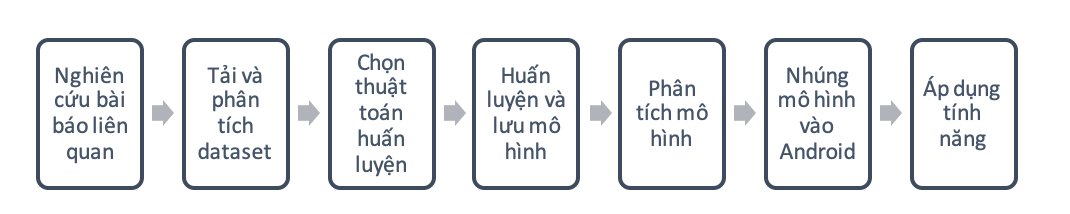 Nghiên
cứu bài
báo liên
quan
Tải và
phân
tích
dataset
Chọn
thuật
toán
huấn
luyện
Huấn
luyện và
lưu mô
hình
Phân
tích mô
hình
Nhúng
mô hình
vào
Android
Áp dụng
tính
năng